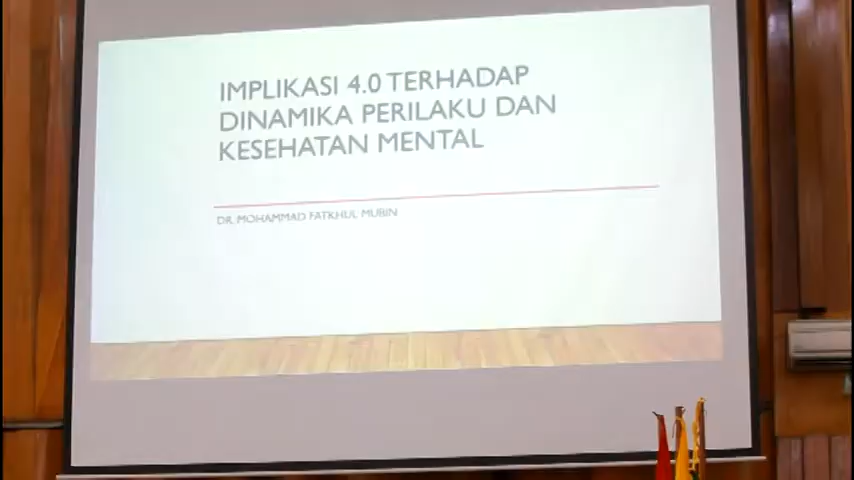 IMPLIKASI 4.0 TERHADAP
DINAMIKA PERILAKU DAN
KESEHATAN MENTAL
DR. MOHAMMAD FATKHUL MUBIN